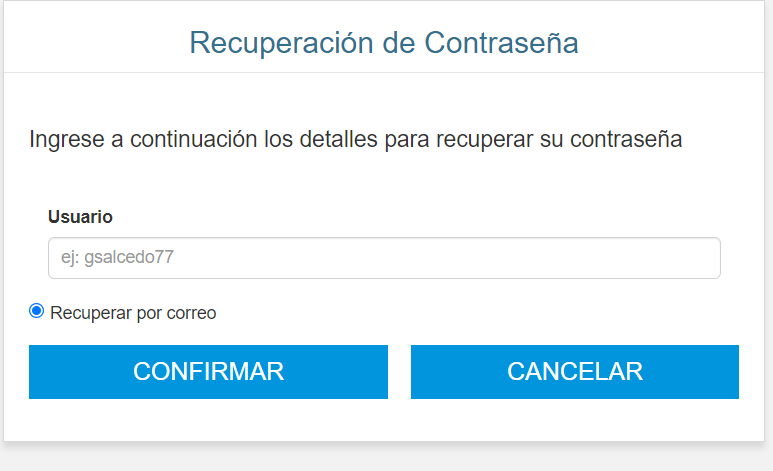 Recuperación de Contraseña
Ingrese a continuación los detalles para recuperar su contraseña
Usuario
ej: gsalcedo77
Recuperar por correo
CONFIRMAR
CANCELAR